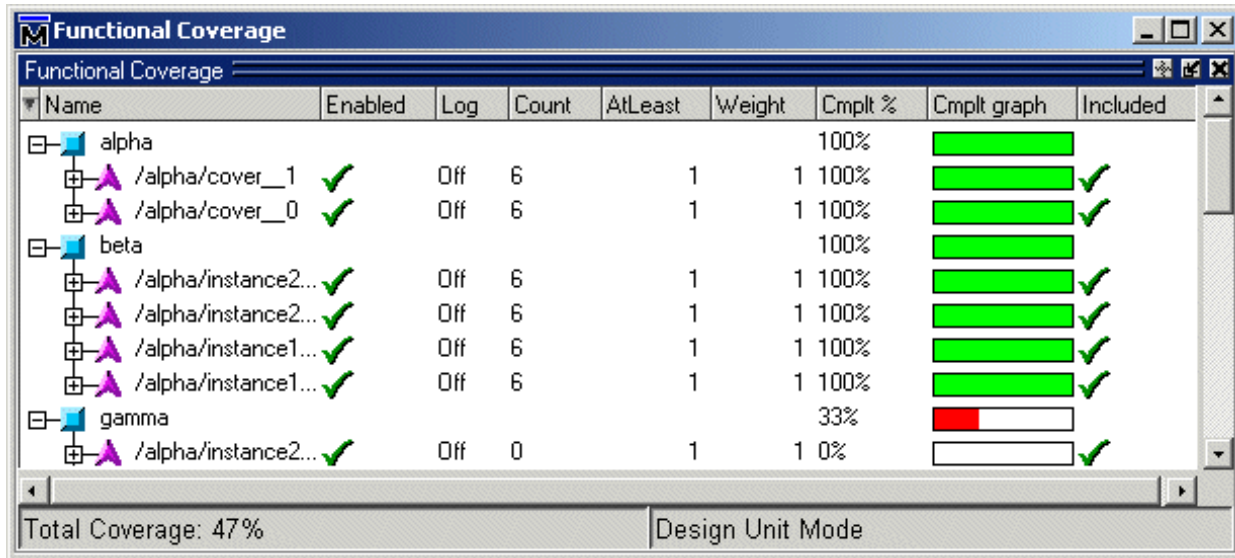 Functional Coverage
Functional Coverage
Name Enabled Log Count AtLeast Weight Cmplt % Cmplt graph Included
alpha 100%
/alpha/cover__1 Off 6 1 1 100%
/alpha/cover__0 Off 6 1 1 100%
beta 100%
/alpha/instance2... Off 6 1 1 100%
/alpha/instance2... Off 6 1 1 100%
/alpha/instance1... Off 6 1 1 100%
/alpha/instance1... Off 6 1 1 100%
gamma 33%
/alpha/instance2... Off 0 1 1 0%
Total Coverage: 47% Design Unit Mode